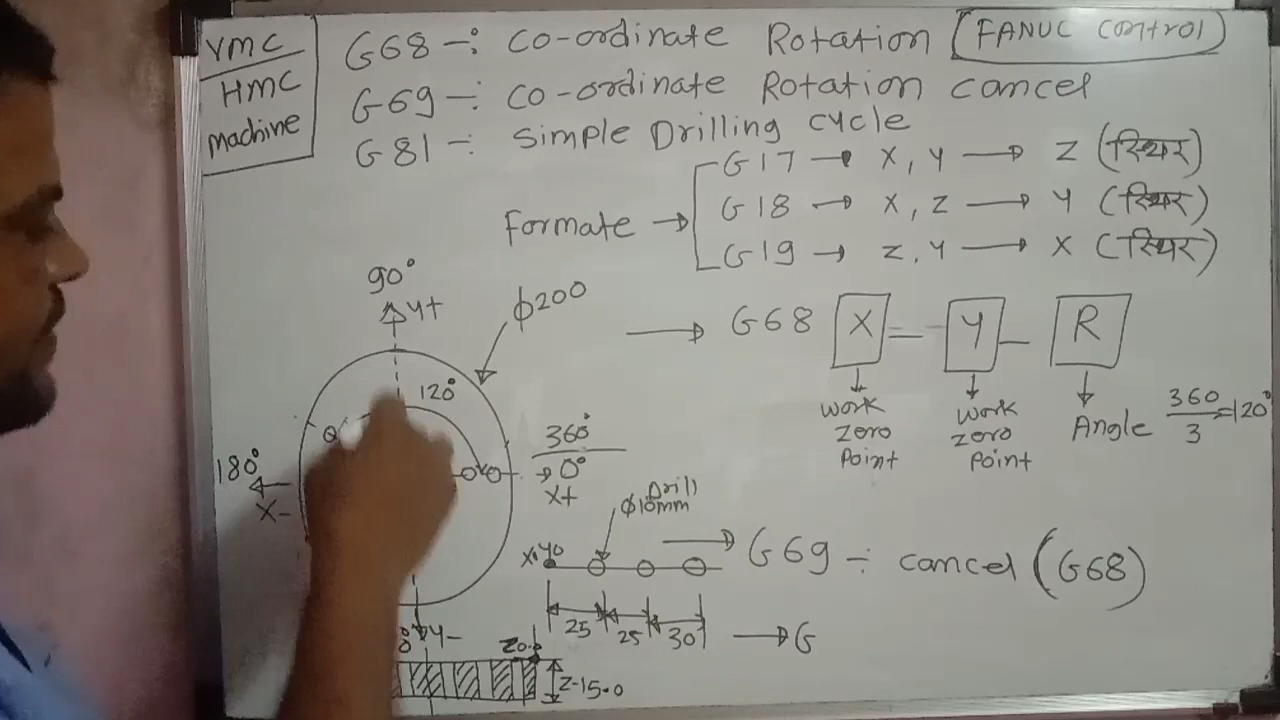 VMC
HMC
machine
G68 -: CO-ordinate Rotation (FANUC control)
G69 -: CO-ordinate Rotation cancel
G81 -: Simple Drilling cycle
Formate →
G17 → X, Y → Z (स्थिर)
G18 → X, Z → Y (स्थिर)
G19 → Z, Y → X (स्थिर)
90°
Y+
ϕ200
120°
180°
X-
360°
→ 0°
X+
Y-
→ G68 X_ Y_ R
work zero point
work zero point
Angle 360/3=120°
Drill
ϕ10mm
X0Y0
25 25 30
→ G69 ÷ cancel (G68)
→ G
Z-15.0